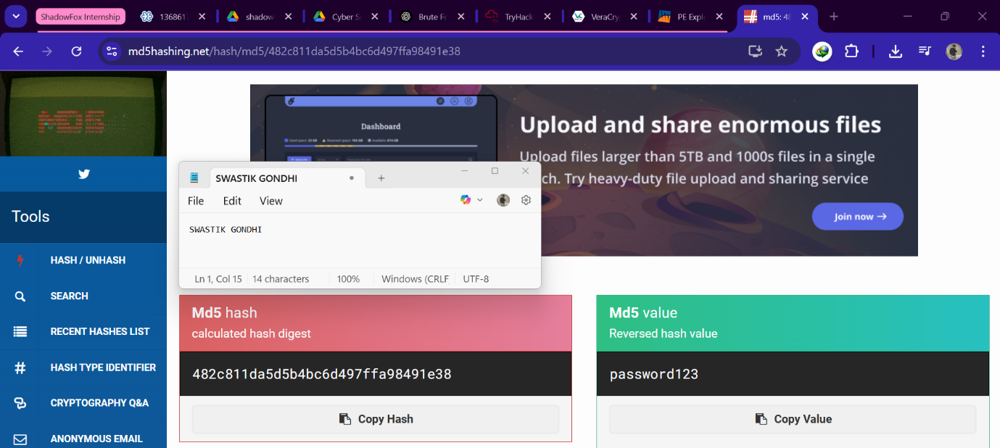 ShadowFox Internship
136861
shadow
Cyber S
Brute Fo
TryHack
VeraCry
PE Explo
md5: 48
md5hashing.net/hash/md5/482c811da5d5b4bc6d497ffa98491e38
Dashboard
Upload and share enormous files
Upload files larger than 5TB and 1000s files in a single
ch. Try heavy-duty file upload and sharing service
Join now →
SWASTIK GONDHI
File Edit View
SWASTIK GONDHI
Ln 1, Col 15 14 characters 100% Windows (CRLF UTF-8
Tools
HASH / UNHASH
SEARCH
RECENT HASHES LIST
HASH TYPE IDENTIFIER
CRYPTOGRAPHY Q&A
ANONYMOUS EMAIL
Md5 hash
calculated hash digest
482c811da5d5b4bc6d497ffa98491e38
Copy Hash
Md5 value
Reversed hash value
password123
Copy Value